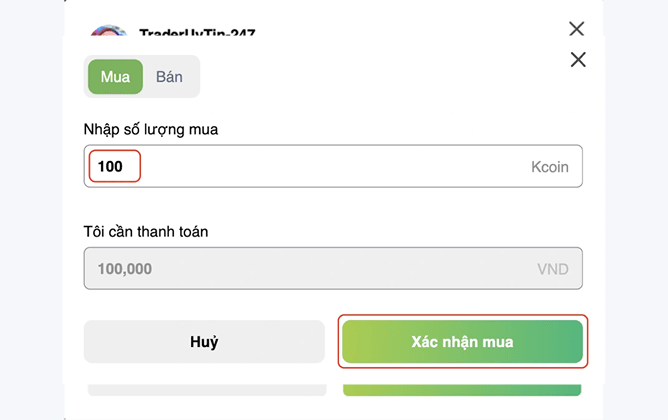 TraderUyTin-247
Mua Bán
Nhập số lượng mua
100 Kcoin
Tôi cần thanh toán
100,000 VND
Huỷ Xác nhận mua